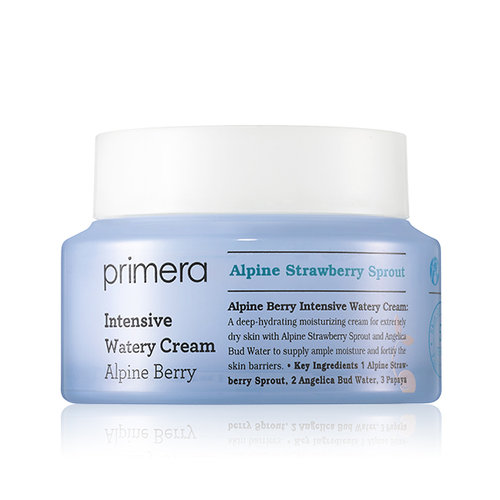 primera
Intensive
Watery Cream
Alpine Berry
Alpine Strawberry Sprout
Alpine Berry Intensive Watery Cream:
A deep-hydrating moisturizing cream for extremely
dry skin with Alpine Strawberry Sprout and Angelica
Bud Water to supply ample moisture and fortify the
skin barriers. • Key Ingredients 1 Alpine Straw-
berry Sprout, 2 Angelica Bud Water, 3 Papaya